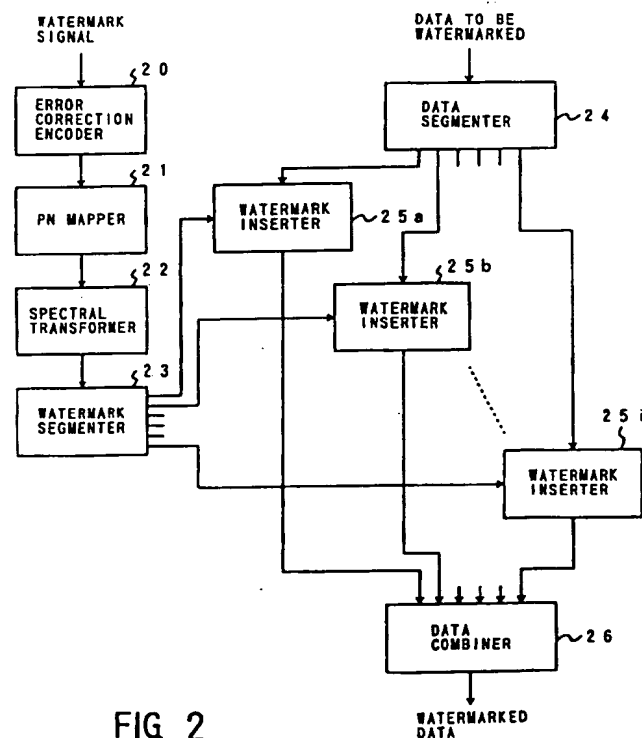 WATERMARK
SIGNAL
20
ERROR
CORRECTION
ENCODER
21
PN MAPPER
22
SPECTRAL
TRANSFORMER
23
WATERMARK
SEGMENTER
DATA TO BE
WATERMARKED
DATA
SEGMENTER
24
WATERMARK
INSERTER
25a
25b
WATERMARK
INSERTER
25i
WATERMARK
INSERTER
DATA
COMBINER
26
WATERMARKED
DATA
FIG 2